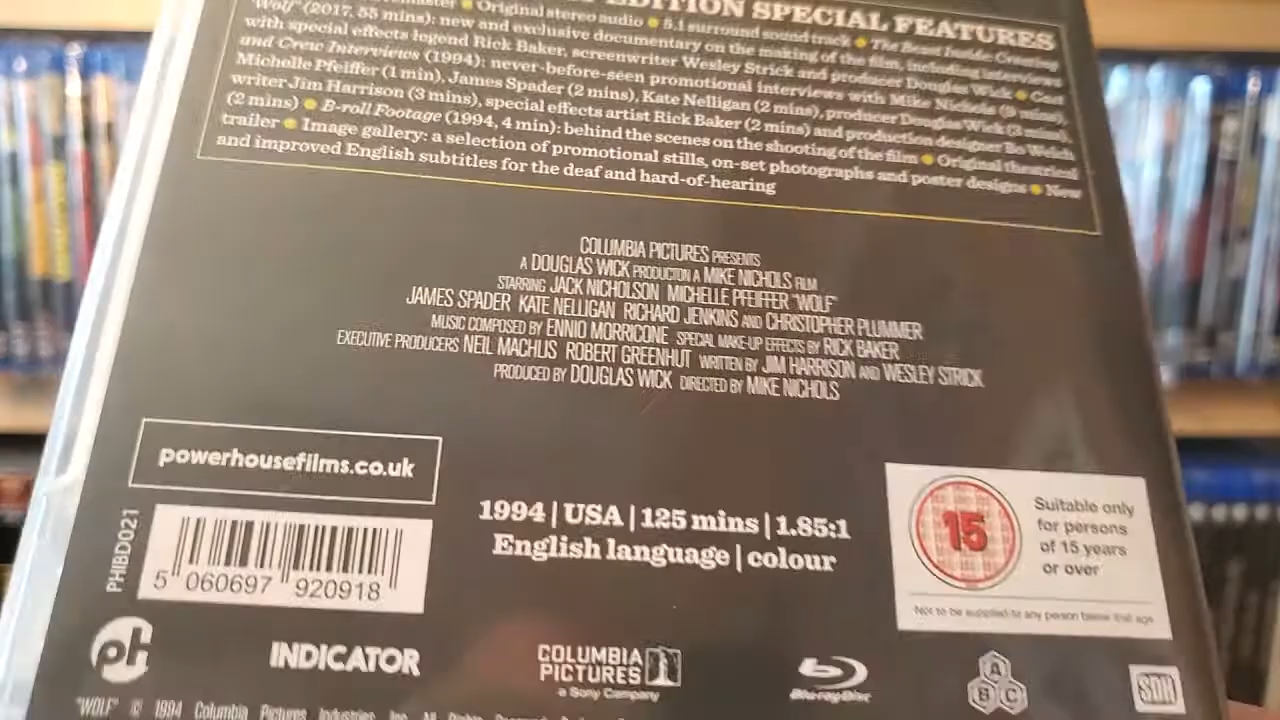 EDITION SPECIAL FEATURES
Original stereo audio • 5.1 surround sound track • The Beast Inside: Creating
'Wolf' (2017, 55 mins): new and exclusive documentary on the making of the film, including interviews
with special effects legend Rick Baker, screenwriter Wesley Strick and producer Douglas Wick • Cast
and Crew Interviews (1994): never-before-seen promotional interviews with Mike Nichols
Michelle Pfeiffer (1 min), James Spader (2 mins), Kate Nelligan (2 mins), producer Douglas Wick (3 mins),
writer Jim Harrison (3 mins), special effects artist Rick Baker (2 mins) and production designer Bo Welch
(2 mins) • B-roll Footage (1994, 4 min): behind the scenes on the shooting of the film • Original theatrical
trailer • Image gallery: a selection of promotional stills, on-set photographs and poster designs • New
and improved English subtitles for the deaf and hard-of-hearing
COLUMBIA PICTURES PRESENTS
A DOUGLAS WICK PRODUCTION A MIKE NICHOLS FILM
STARRING JACK NICHOLSON MICHELLE PFEIFFER "WOLF"
JAMES SPADER KATE NELLIGAN RICHARD JENKINS AND CHRISTOPHER PLUMMER
MUSIC COMPOSED BY ENNIO MORRICONE SPECIAL MAKE-UP EFFECTS BY RICK BAKER
EXECUTIVE PRODUCERS NEIL MACHLIS ROBERT GREENHUT WRITTEN BY JIM HARRISON AND WESLEY STRICK
PRODUCED BY DOUGLAS WICK DIRECTED BY MIKE NICHOLS
powerhousefilms.co.uk
PHIBD021
5 060697 920918
1994 | USA | 125 mins | 1.85:1
English language | colour
15
Suitable only
for persons
of 15 years
or over
Not to be supplied to any person below that age
ph
INDICATOR
COLUMBIA
PICTURES
a Sony Company
Blu-ray Disc
A
B C
SDH
"WOLF" © 1994 Columbia Pictures Industries, Inc. All Rights